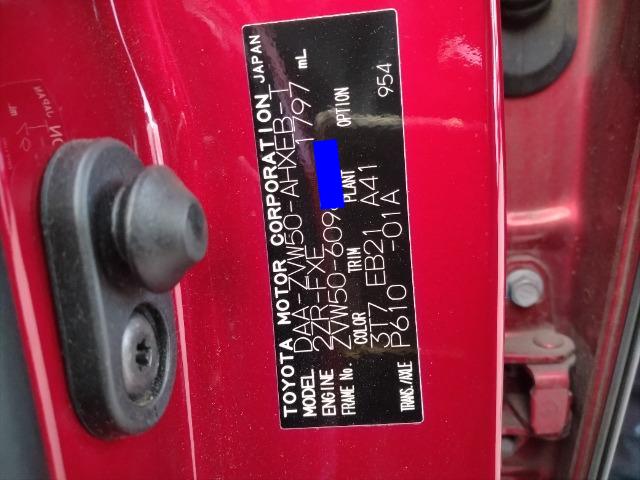 TOYOTA MOTOR CORPORATION JAPAN
MODEL DAA-ZVW50-AHXEB-T
ENGINE 2ZR-FXE 1797 mL
FRAME No. ZVW50-609
COLOR TRIM PLANT OPTION
3T7 EB21 A41 954
TRANS./AXLE P610 -01A